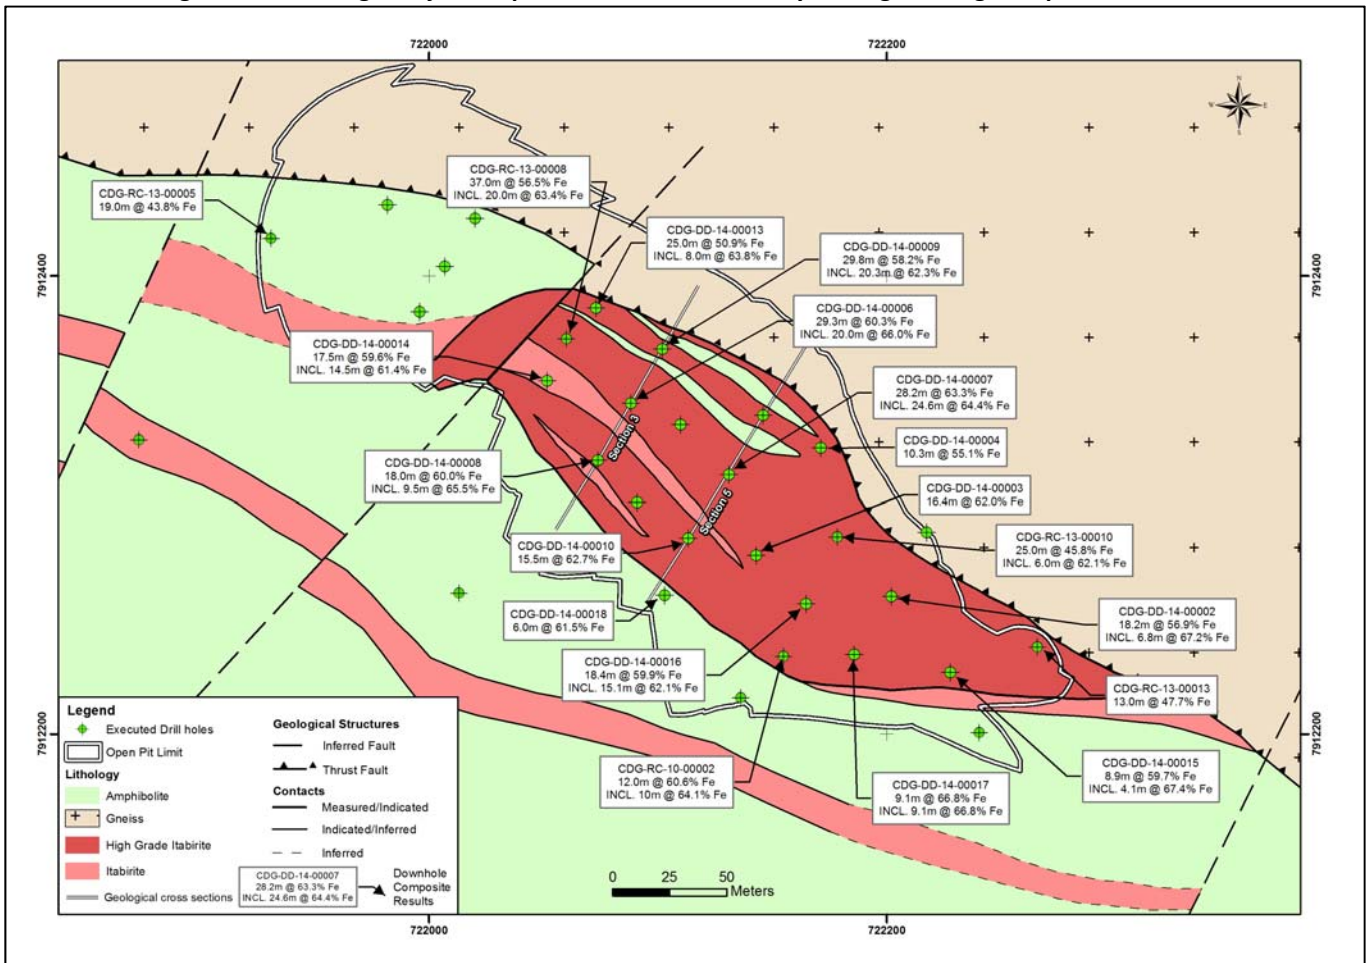 722000
722200
N
W
E
S
CDG-RC-13-00008
37.0m @ 56.5% Fe
INCL. 20.0m @ 63.4% Fe
CDG-RC-13-00005
19.0m @ 43.8% Fe
CDG-DD-14-00013
25.0m @ 50.9% Fe
INCL. 8.0m @ 63.8% Fe
CDG-DD-14-00009
29.8m @ 58.2% Fe
INCL. 20.3m @ 62.3% Fe
7912400
7912400
CDG-DD-14-00006
29.3m @ 60.3% Fe
INCL. 20.0m @ 66.0% Fe
CDG-DD-14-00014
17.5m @ 59.6% Fe
INCL. 14.5m @ 61.4% Fe
CDG-DD-14-00007
28.2m @ 63.3% Fe
INCL. 24.6m @ 64.4% Fe
CDG-DD-14-00004
10.3m @ 55.1% Fe
Section 3
CDG-DD-14-00008
18.0m @ 60.0% Fe
INCL. 9.5m @ 65.5% Fe
CDG-DD-14-00003
16.4m @ 62.0% Fe
Section 5
CDG-DD-14-00010
15.5m @ 62.7% Fe
CDG-RC-13-00010
25.0m @ 45.8% Fe
INCL. 6.0m @ 62.1% Fe
CDG-DD-14-00018
6.0m @ 61.5% Fe
CDG-DD-14-00002
18.2m @ 56.9% Fe
INCL. 6.8m @ 67.2% Fe
CDG-DD-14-00016
18.4m @ 59.9% Fe
INCL. 15.1m @ 62.1% Fe
CDG-RC-13-00013
13.0m @ 47.7% Fe
7912200
7912200
CDG-RC-10-00002
12.0m @ 60.6% Fe
INCL. 10m @ 64.1% Fe
CDG-DD-14-00017
9.1m @ 66.8% Fe
INCL. 9.1m @ 66.8% Fe
CDG-DD-14-00015
8.9m @ 59.7% Fe
INCL. 4.1m @ 67.4% Fe
Legend
Executed Drill holes
Open Pit Limit
Lithology
Amphibolite
Gneiss
High Grade Itabirite
Itabirite
Geological cross sections
Geological Structures
Inferred Fault
Thrust Fault
Contacts
Measured/Indicated
Indicated/Inferred
Inferred
CDG-DD-14-00007
28.2m @ 63.3% Fe
INCL. 24.6m @ 64.4% Fe
Downhole
Composite
Results
0 25 50
Meters
722000
722200